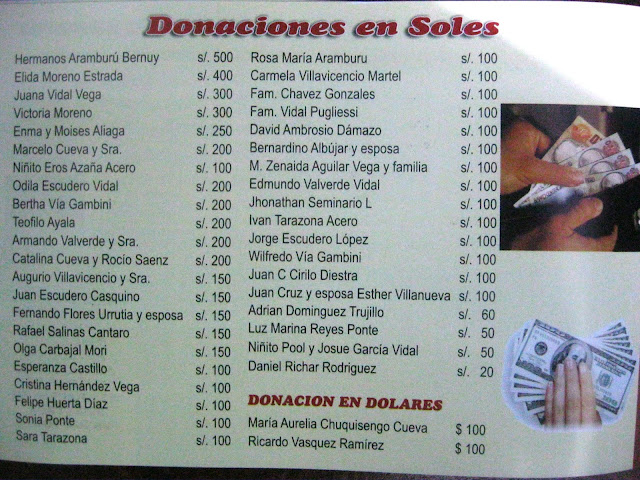 Donaciones en Soles
Hermanos Aramburú Bernuy s/. 500
Elida Moreno Estrada s/. 400
Juana Vidal Vega s/. 300
Victoria Moreno s/. 300
Enma y Moises Aliaga s/. 250
Marcelo Cueva y Sra. s/. 200
Niñito Eros Azaña Acero s/. 100
Odila Escudero Vidal s/. 200
Bertha Vía Gambini s/. 200
Teofilo Ayala s/. 200
Armando Valverde y Sra. s/. 200
Catalina Cueva y Rocio Saenz s/. 200
Augurio Villavicencio y Sra. s/. 150
Juan Escudero Casquino s/. 150
Fernando Flores Urrutia y esposa s/. 150
Rafael Salinas Cantaro s/. 150
Olga Carbajal Mori s/. 150
Esperanza Castillo s/. 100
Cristina Hernández Vega s/. 100
Felipe Huerta Diaz s/. 100
Sonia Ponte s/. 100
Sara Tarazona s/. 100
Rosa María Aramburu s/. 100
Carmela Villavicencio Martel s/. 100
Fam. Chavez Gonzales s/. 100
Fam. Vidal Pugliessi s/. 100
David Ambrosio Dámazo s/. 100
Bernardino Albújar y esposa s/. 100
M. Zenaida Aguilar Vega y familia s/. 100
Edmundo Valverde Vidal s/. 100
Jhonathan Seminario L s/. 100
Ivan Tarazona Acero s/. 100
Jorge Escudero López s/. 100
Wilfredo Vía Gambini s/. 100
Juan C Cirilo Diestra s/. 100
Juan Cruz y esposa Esther Villanueva s/. 100
Adrian Dominguez Trujillo s/. 60
Luz Marina Reyes Ponte s/. 50
Niñito Pool y Josue García Vidal s/. 50
Daniel Richar Rodriguez s/. 20
DONACION EN DOLARES
María Aurelia Chuquisengo Cueva $ 100
Ricardo Vasquez Ramírez $ 100